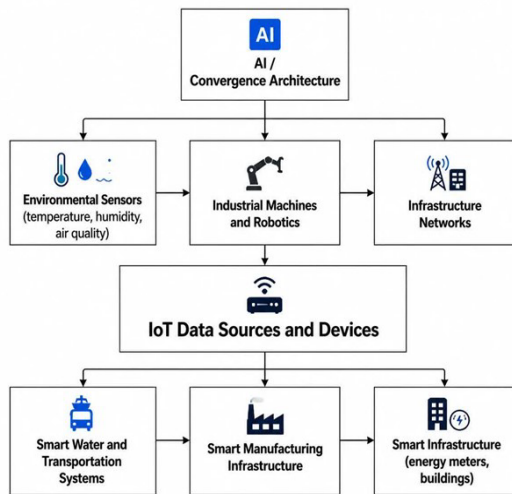 AI
AI /
Convergence Architecture
Environmental Sensors
(temperature, humidity,
air quality)
Industrial Machines
and Robotics
Infrastructure
Networks
IoT Data Sources and Devices
Smart Water and
Transportation
Systems
Smart Manufacturing
Infrastructure
Smart Infrastructure
(energy meters,
buildings)